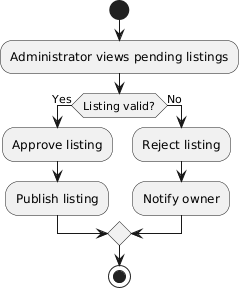 Administrator views pending listings
Listing valid?
Yes
No
Approve listing
Reject listing
Publish listing
Notify owner